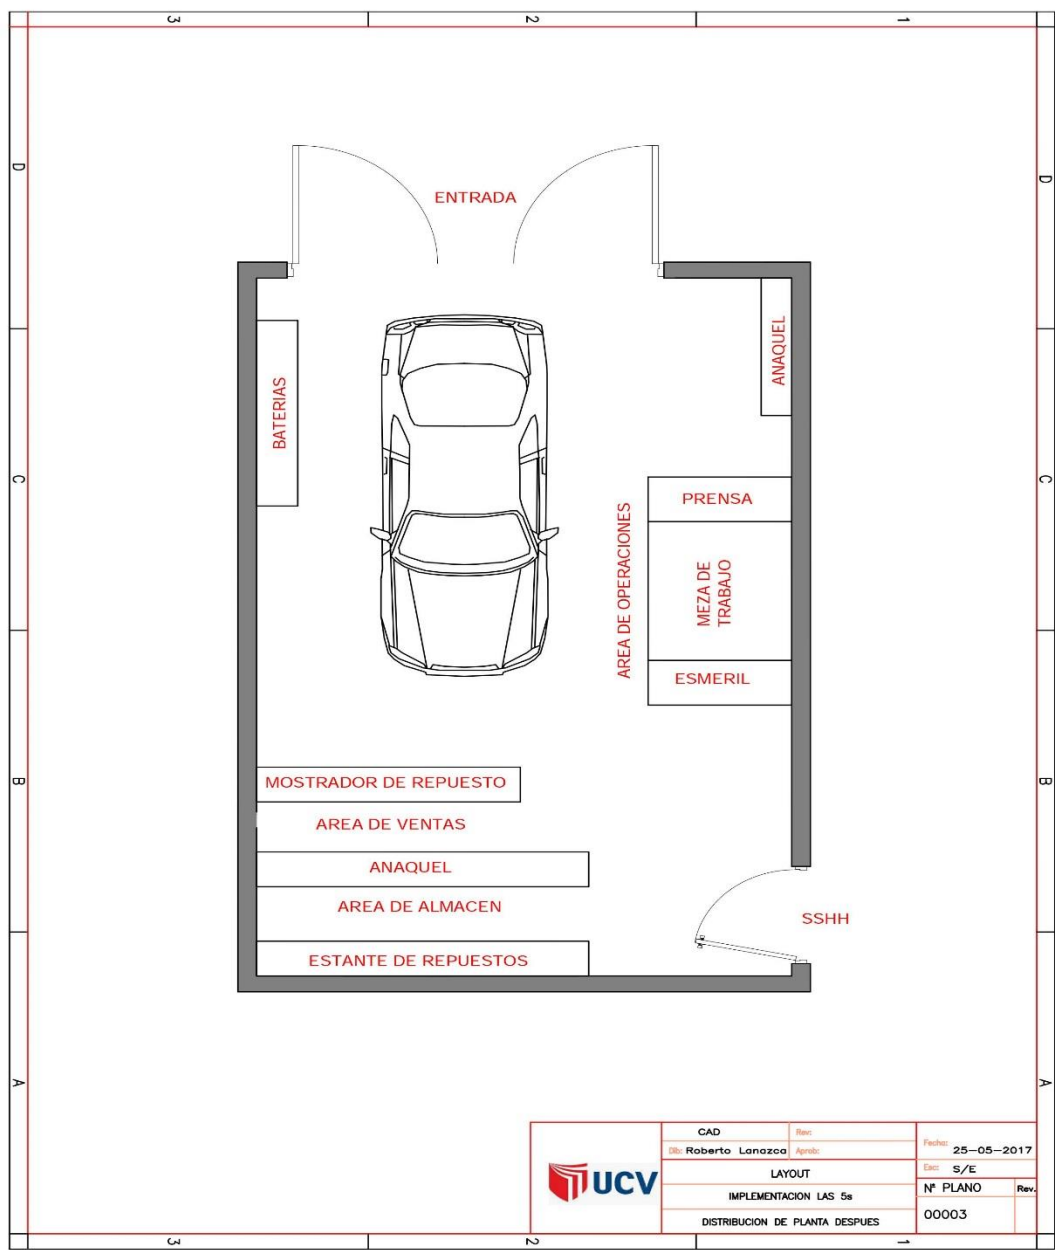 3 2 1
D D
ENTRADA
ANAQUEL
BATERIAS
C C
PRENSA
AREA DE OPERACIONES
MEZA DE
TRABAJO
ESMERIL
B B
MOSTRADOR DE REPUESTO
AREA DE VENTAS
ANAQUEL
AREA DE ALMACEN
SSHH
ESTANTE DE REPUESTOS
A A
UCV
CAD Rev:
Dib: Roberto Lanazca Aprob:
Fecha: 25-05-2017
LAYOUT
Esc: S/E
IMPLEMENTACION LAS 5s
Nº PLANO Rev.
00003
DISTRIBUCION DE PLANTA DESPUES
3 2 1